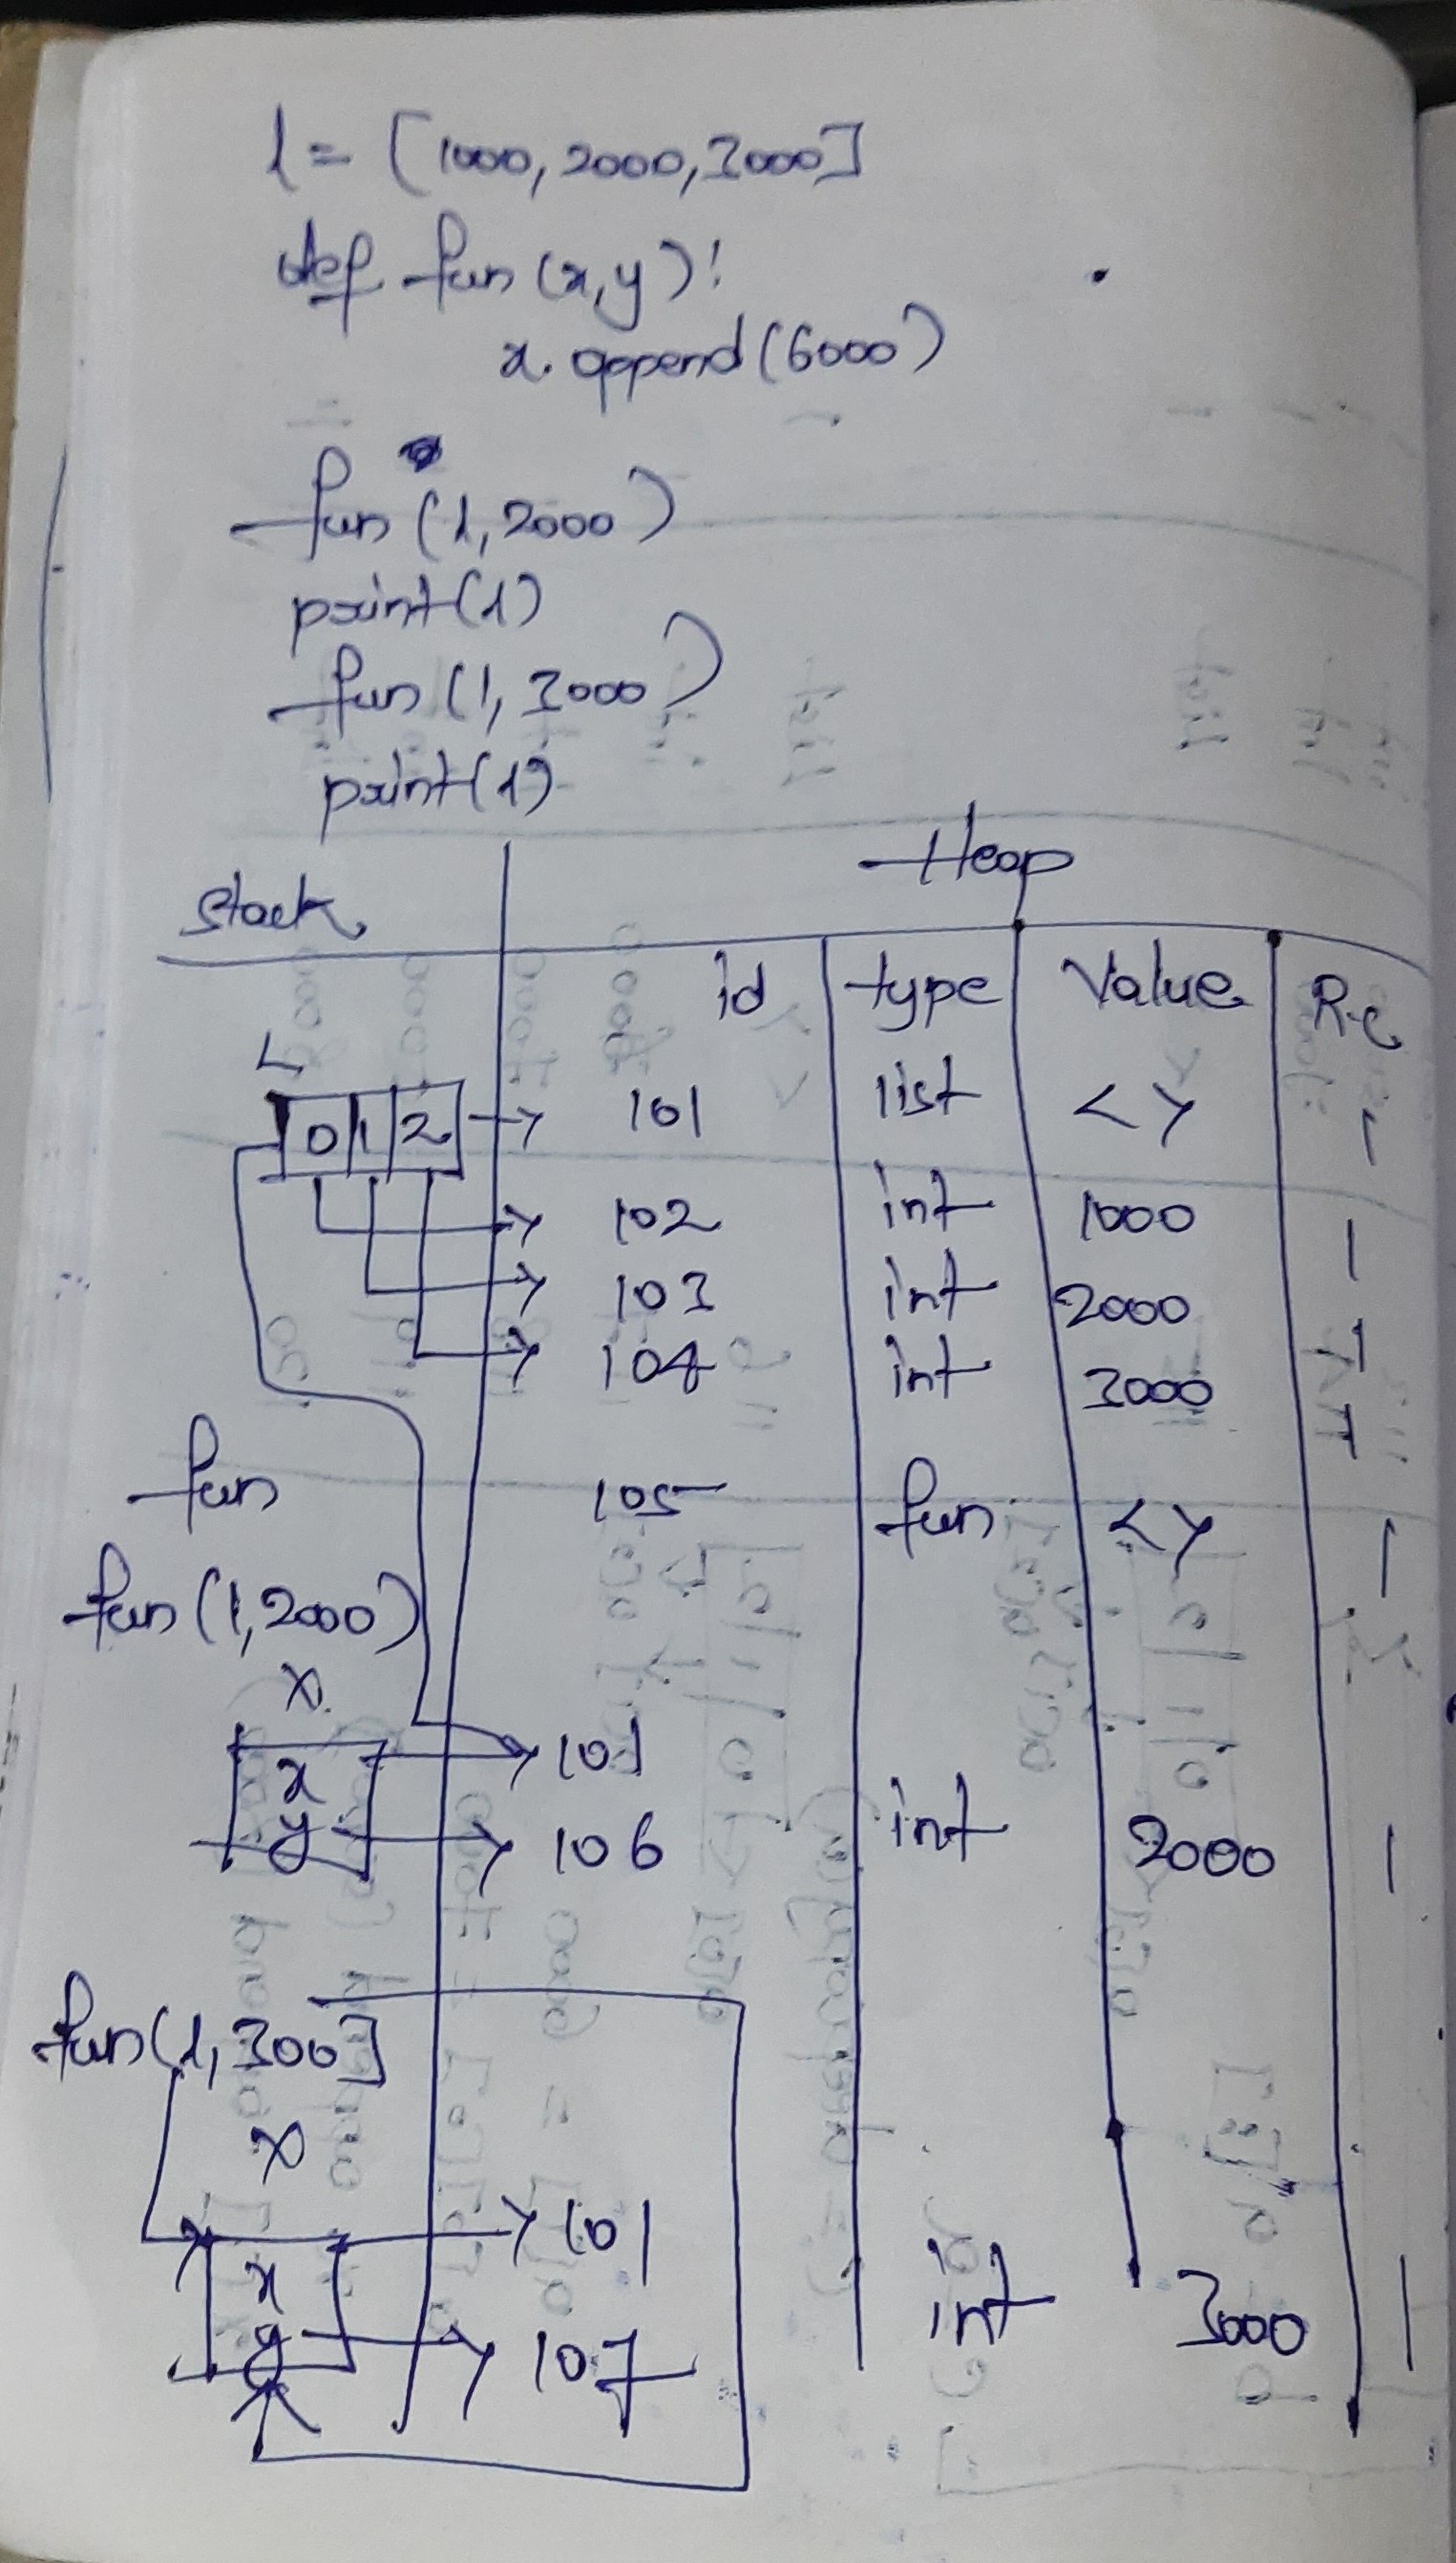 l = [1000, 2000, 3000]
def fun (x,y):
x. append(6000)
fun (l, 2000)
print(l)
fun (l, 3000)
print(l)
Stack Heap
id type Value R.c
L
0 1 2 → 101 list < > 1
→ 102 int 1000 1
→ 103 int 2000 1
→ 104 int 3000 1
fun 105 fun < > 1
fun (l, 2000)
x
x → 101
y → 106 int 2000 1
fun(l, 300]
x
x → 101
y → 107 int 3000 1